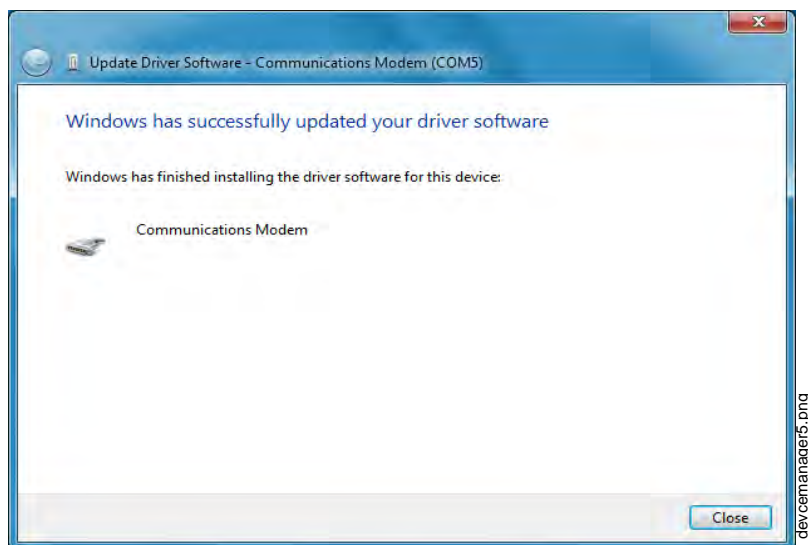 Update Driver Software - Communications Modem (COM5)
Windows has successfully updated your driver software
Windows has finished installing the driver software for this device:
Communications Modem
Close
devcemanager5.png